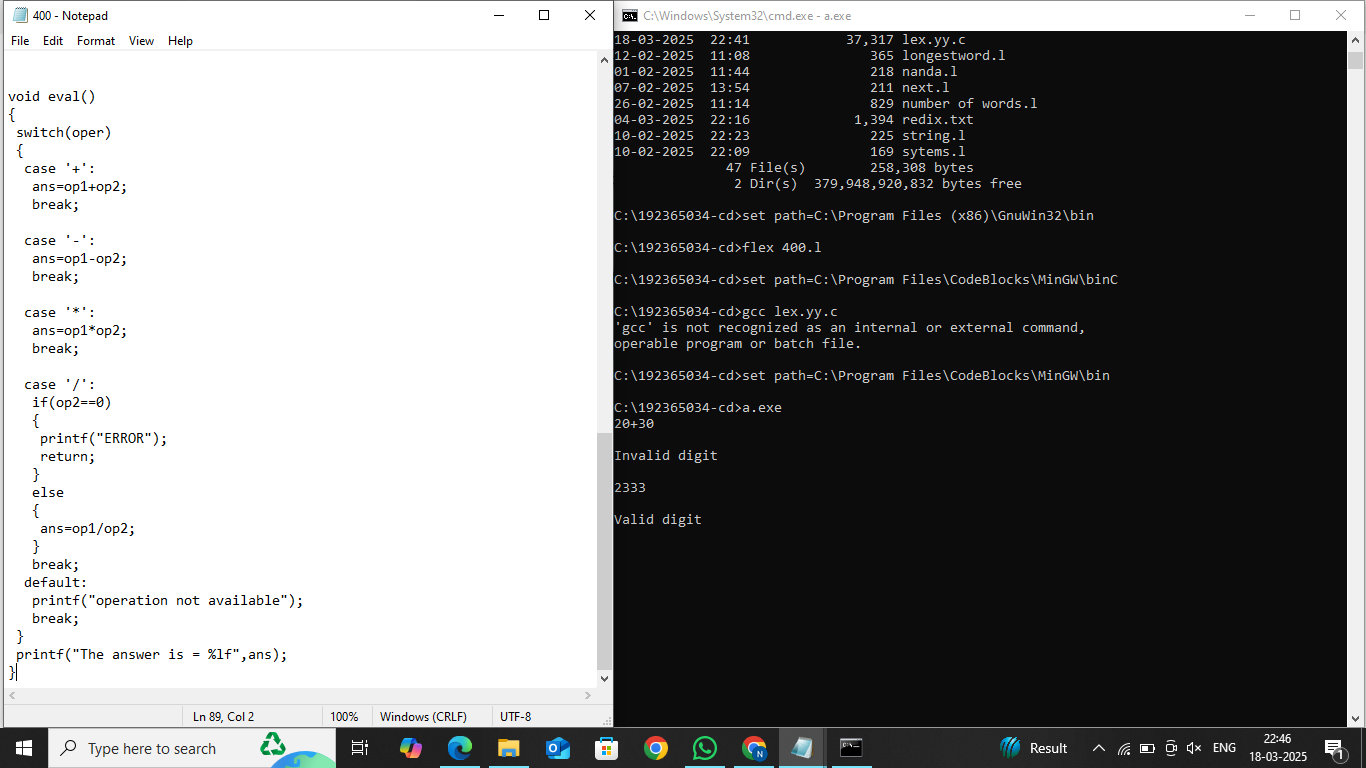 400 - Notepad
File Edit Format View Help
void eval()
{
switch(oper)
{
case '+':
ans=op1+op2;
break;
case '-':
ans=op1-op2;
break;
case '*':
ans=op1*op2;
break;
case '/':
if(op2==0)
{
printf("ERROR");
return;
}
else
{
ans=op1/op2;
}
break;
default:
printf("operation not available");
break;
}
printf("The answer is = %lf",ans);
}
Ln 89, Col 2 100% Windows (CRLF) UTF-8
C:\Windows\System32\cmd.exe - a.exe
18-03-2025 22:41 37,317 lex.yy.c
12-02-2025 11:08 365 longestword.l
01-02-2025 11:44 218 nanda.l
07-02-2025 13:54 211 next.l
26-02-2025 11:14 829 number of words.l
04-03-2025 22:16 1,394 redix.txt
10-02-2025 22:23 225 string.l
10-02-2025 22:09 169 sytems.l
47 File(s) 258,308 bytes
2 Dir(s) 379,948,920,832 bytes free
C:\192365034-cd>set path=C:\Program Files (x86)\GnuWin32\bin
C:\192365034-cd>flex 400.l
C:\192365034-cd>set path=C:\Program Files\CodeBlocks\MinGW\binC
C:\192365034-cd>gcc lex.yy.c
'gcc' is not recognized as an internal or external command,
operable program or batch file.
C:\192365034-cd>set path=C:\Program Files\CodeBlocks\MinGW\bin
C:\192365034-cd>a.exe
20+30
Invalid digit
2333
Valid digit
Type here to search
Result
ENG
22:46
18-03-2025
1